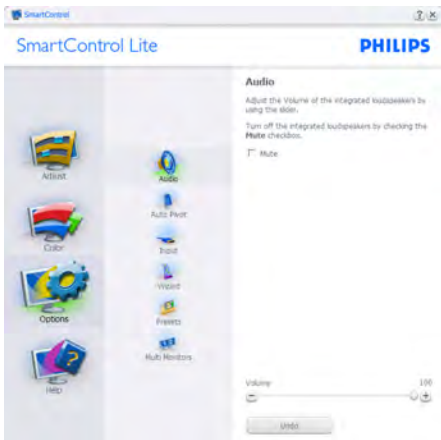 SmartControl
SmartControl Lite
PHILIPS
Adjust
Color
Options
Help
Audio
Auto Pivot
Input
Wizard
Presets
Multi Monitors
Audio
Adjust the Volume of the integrated loudspeakers by
using the slider.
Turn off the integrated loudspeakers by checking the
Mute checkbox.
Mute
Volume
100
Undo